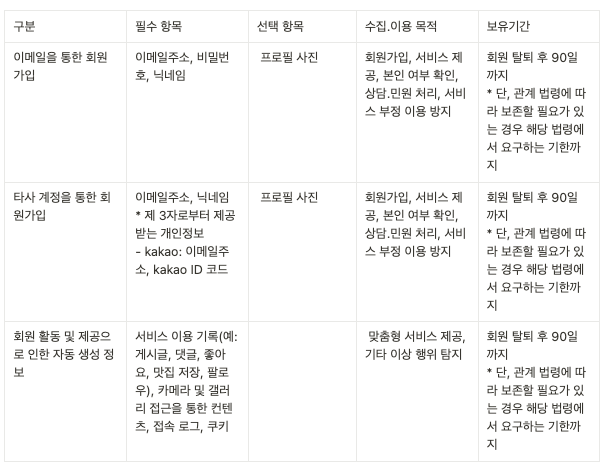 구분
필수 항목
선택 항목
수집.이용 목적
보유기간
이메일을 통한 회원
가입
이메일주소, 비밀번
호, 닉네임
프로필 사진
회원가입, 서비스 제
공, 본인 여부 확인,
상담.민원 처리, 서비
스 부정 이용 방지
회원 탈퇴 후 90일
까지
* 단, 관계 법령에 따
라 보존할 필요가 있
는 경우 해당 법령에
서 요구하는 기한까
지
타사 계정을 통한 회
원가입
이메일주소, 닉네임
* 제 3자로부터 제공
받는 개인정보
- kakao: 이메일주
소, kakao ID 코드
프로필 사진
회원가입, 서비스 제
공, 본인 여부 확인,
상담.민원 처리, 서비
스 부정 이용 방지
회원 탈퇴 후 90일
까지
* 단, 관계 법령에 따
라 보존할 필요가 있
는 경우 해당 법령에
서 요구하는 기한까
지
회원 활동 및 제공으
로 인한 자동 생성 정
보
서비스 이용 기록(예:
게시글, 댓글, 좋아
요, 맛집 저장, 팔로
우), 카메라 및 갤러
리 접근을 통한 컨텐
츠, 접속 로그, 쿠키
맞춤형 서비스 제공,
기타 이상 행위 탐지
회원 탈퇴 후 90일
까지
* 단, 관계 법령에 따
라 보존할 필요가 있
는 경우 해당 법령에
서 요구하는 기한까
지